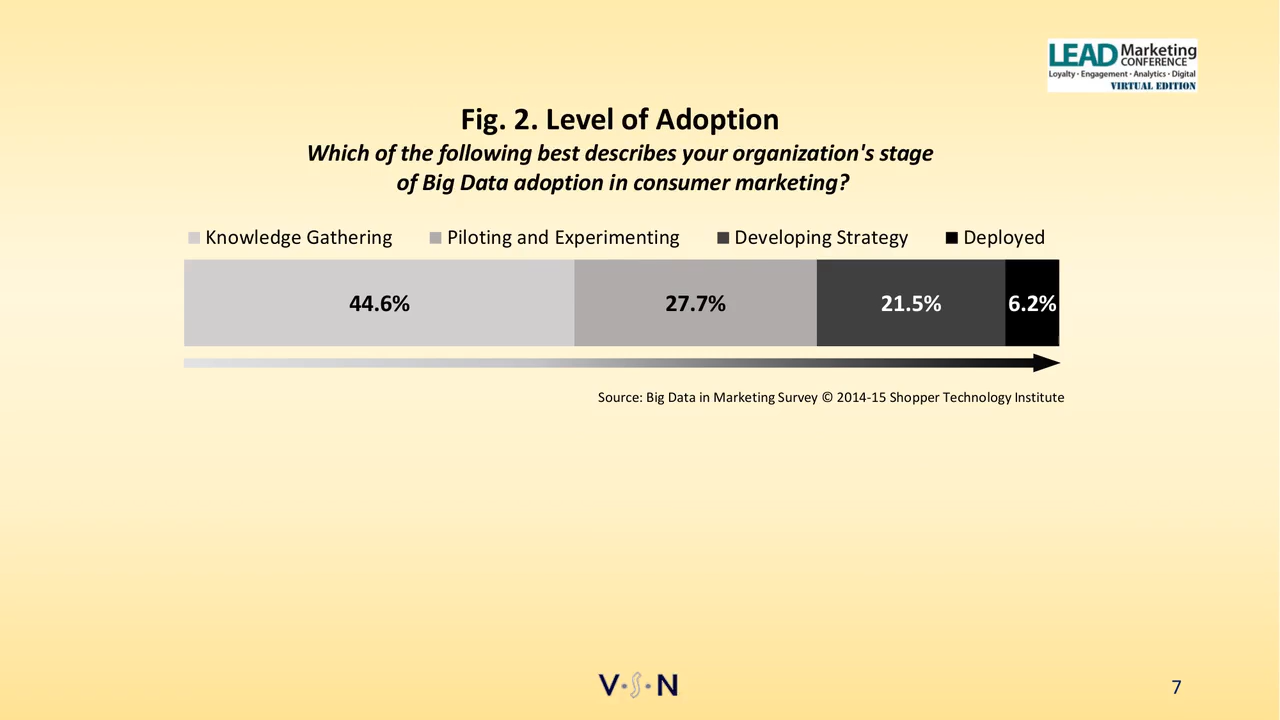 LEAD Marketing
CONFERENCE
Loyalty · Engagement · Analytics · Digital
VIRTUAL EDITION
Fig. 2. Level of Adoption
Which of the following best describes your organization's stage
of Big Data adoption in consumer marketing?
Knowledge Gathering Piloting and Experimenting Developing Strategy Deployed
44.6% 27.7% 21.5% 6.2%
Source: Big Data in Marketing Survey © 2014-15 Shopper Technology Institute
V·S·N
7